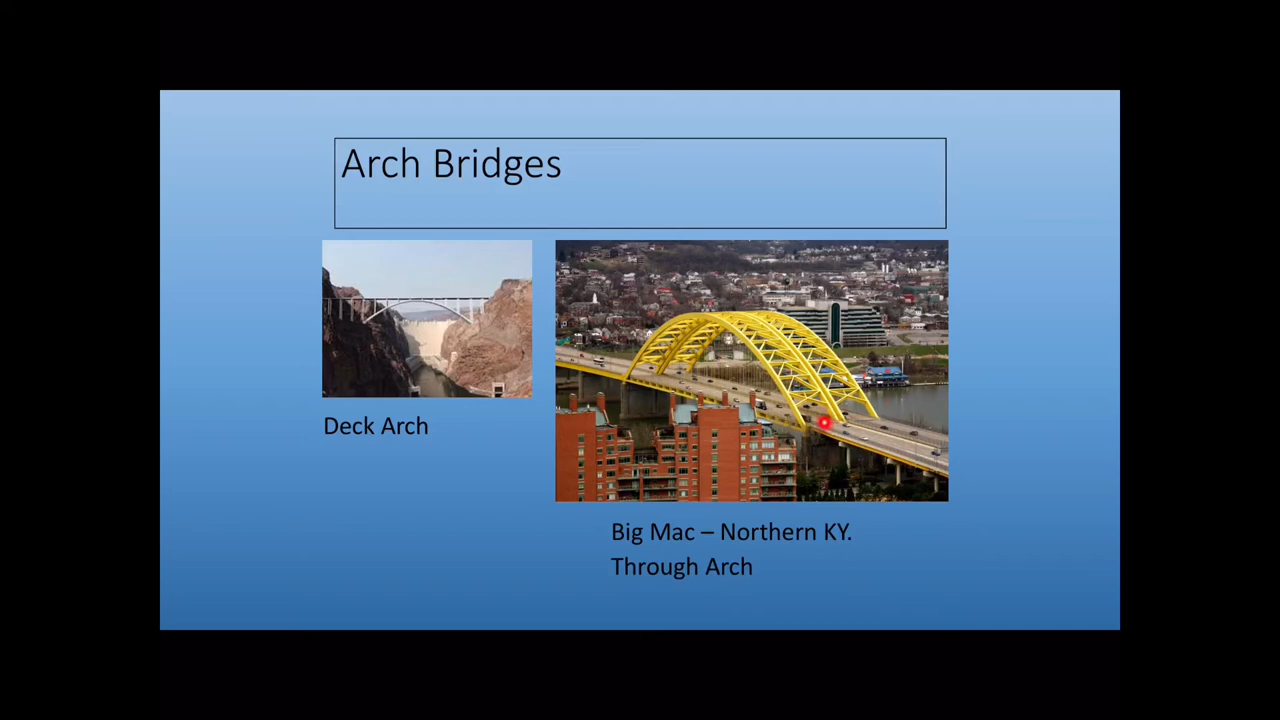 Arch Bridges
Deck Arch
Big Mac – Northern KY.
Through Arch